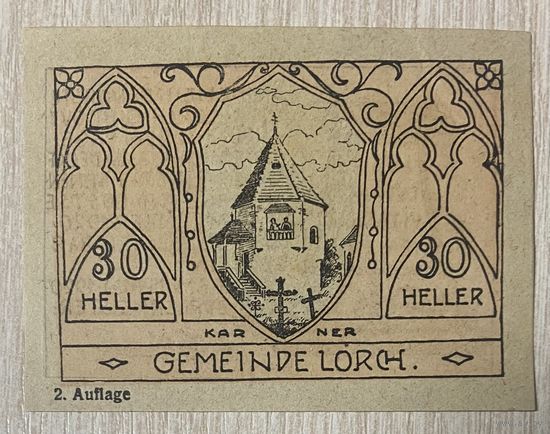 30
HELLER
30
HELLER
KAR NER
GEMEINDE LORCH.
2. Auflage